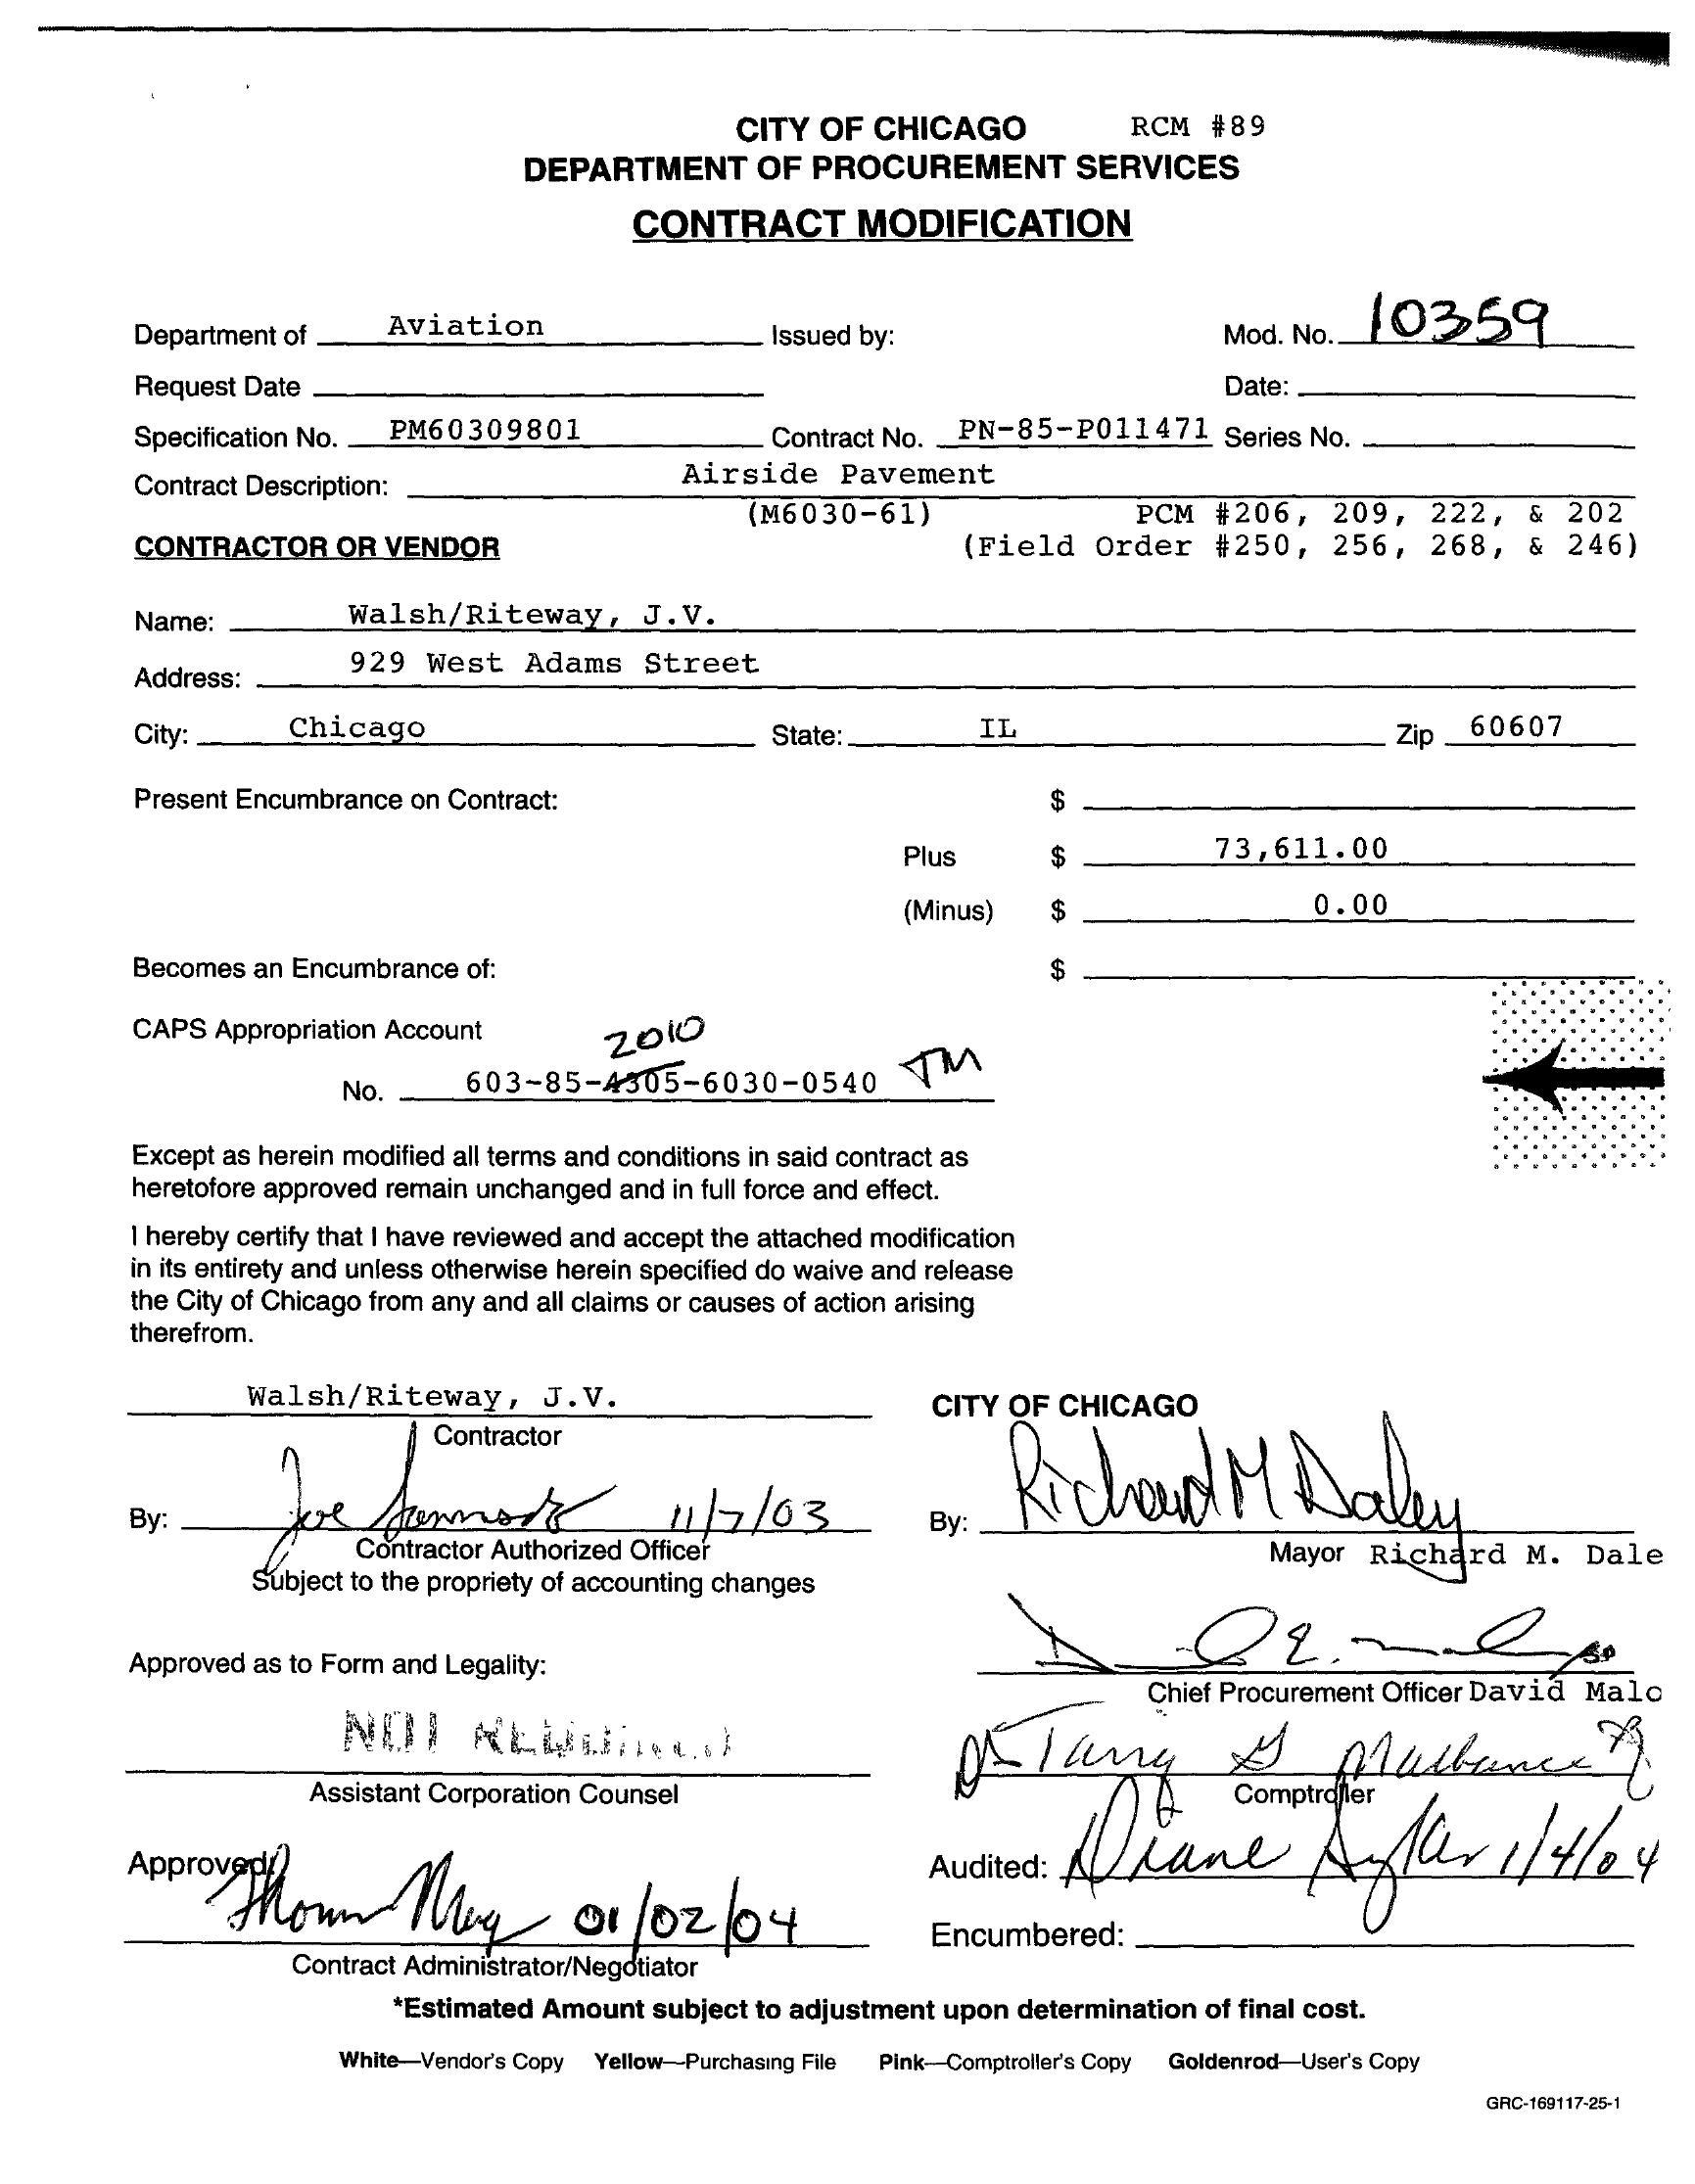 CITY OF CHICAGO RCM #89
DEPARTMENT OF PROCUREMENT SERVICES
CONTRACT MODIFICATION
Department of Aviation Issued by: Mod. No. 10359
Request Date Date:
Specification No. PM60309801 Contract No. PN-85-P011471 Series No.
Contract Description: Airside Pavement
(M6030-61) PCM #206, 209, 222, & 202
CONTRACTOR OR VENDOR (Field Order #250, 256, 268, & 246)
Name: Walsh/Riteway, J.V.
Address: 929 West Adams Street
City: Chicago State: IL Zip 60607
Present Encumbrance on Contract: $
Plus $ 73,611.00
(Minus) $ 0.00
Becomes an Encumbrance of: $
CAPS Appropriation Account
2010
No. 603-85-4305-6030-0540 TM
Except as herein modified all terms and conditions in said contract as
heretofore approved remain unchanged and in full force and effect.
I hereby certify that I have reviewed and accept the attached modification
in its entirety and unless otherwise herein specified do waive and release
the City of Chicago from any and all claims or causes of action arising
therefrom.
Walsh/Riteway, J.V.
Contractor
CITY OF CHICAGO
By: Joe 11/7/03
Contractor Authorized Officer
Subject to the propriety of accounting changes
By: Richard M Daley
Mayor Richard M. Dale
Approved as to Form and Legality:
Chief Procurement Officer David Malo
NOT REQUIRED
Assistant Corporation Counsel
Comptroller
Approved: 01/02/04
Contract Administrator/Negotiator
Audited: Diane 1/4/04
Encumbered:
*Estimated Amount subject to adjustment upon determination of final cost.
White—Vendor's Copy Yellow—Purchasing File Pink—Comptroller's Copy Goldenrod—User's Copy
GRC-169117-25-1